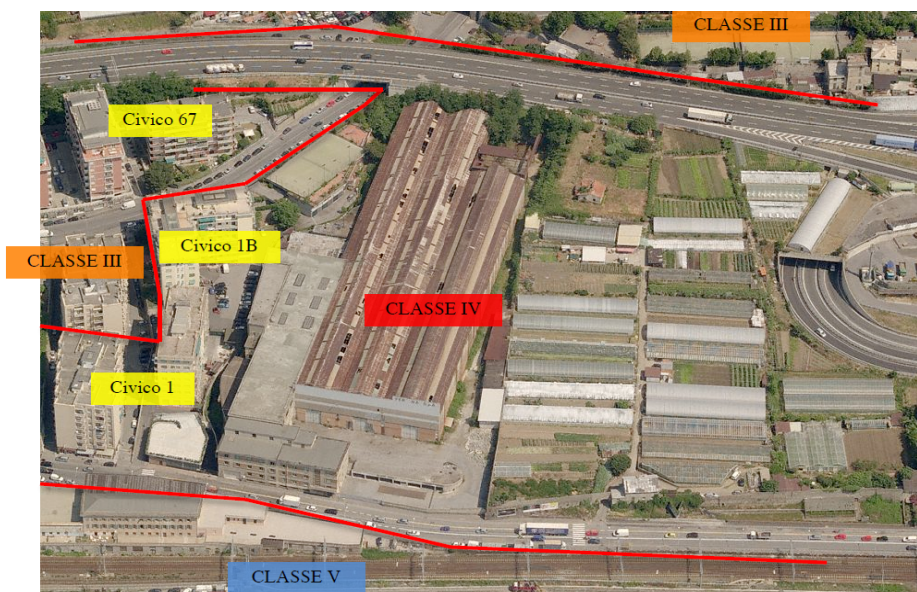 CLASSE III
Civico 67
Civico 1B
CLASSE III
CLASSE IV
Civico 1
CLASSE V